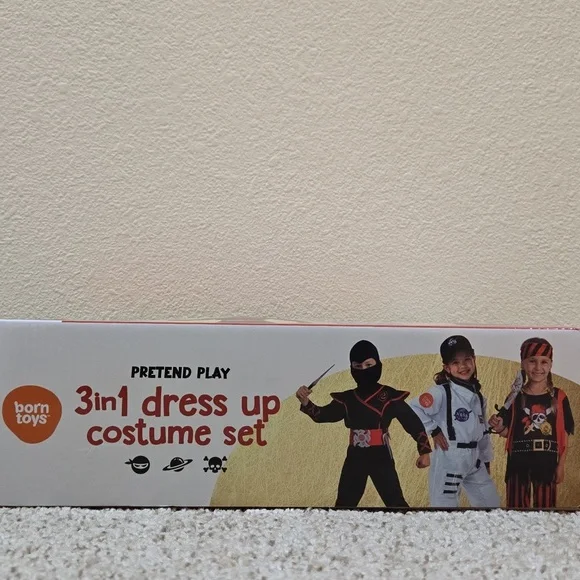 PRETEND PLAY
born
toys
3in1 dress up
costume set